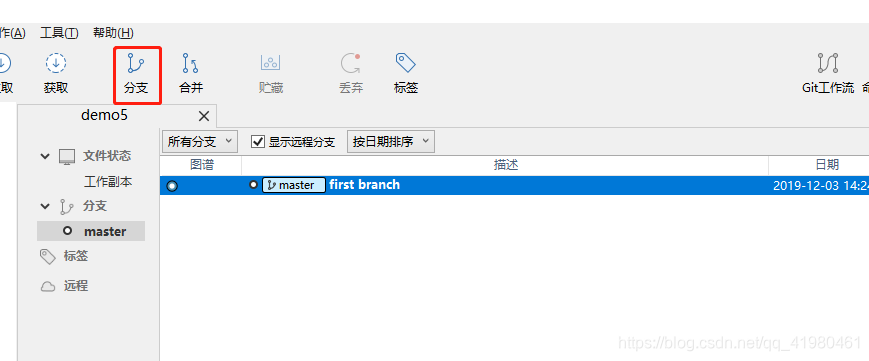 作(A) 工具(T) 帮助(H)
取 获取 分支 合并 贮藏 丢弃 标签 Git工作流
demo5
所有分支 显示远程分支 按日期排序
图谱 描述 日期
master first branch 2019-12-03 14:24
文件状态
工作副本
分支
master
标签
远程
https://blog.csdn.net/qq_41980461